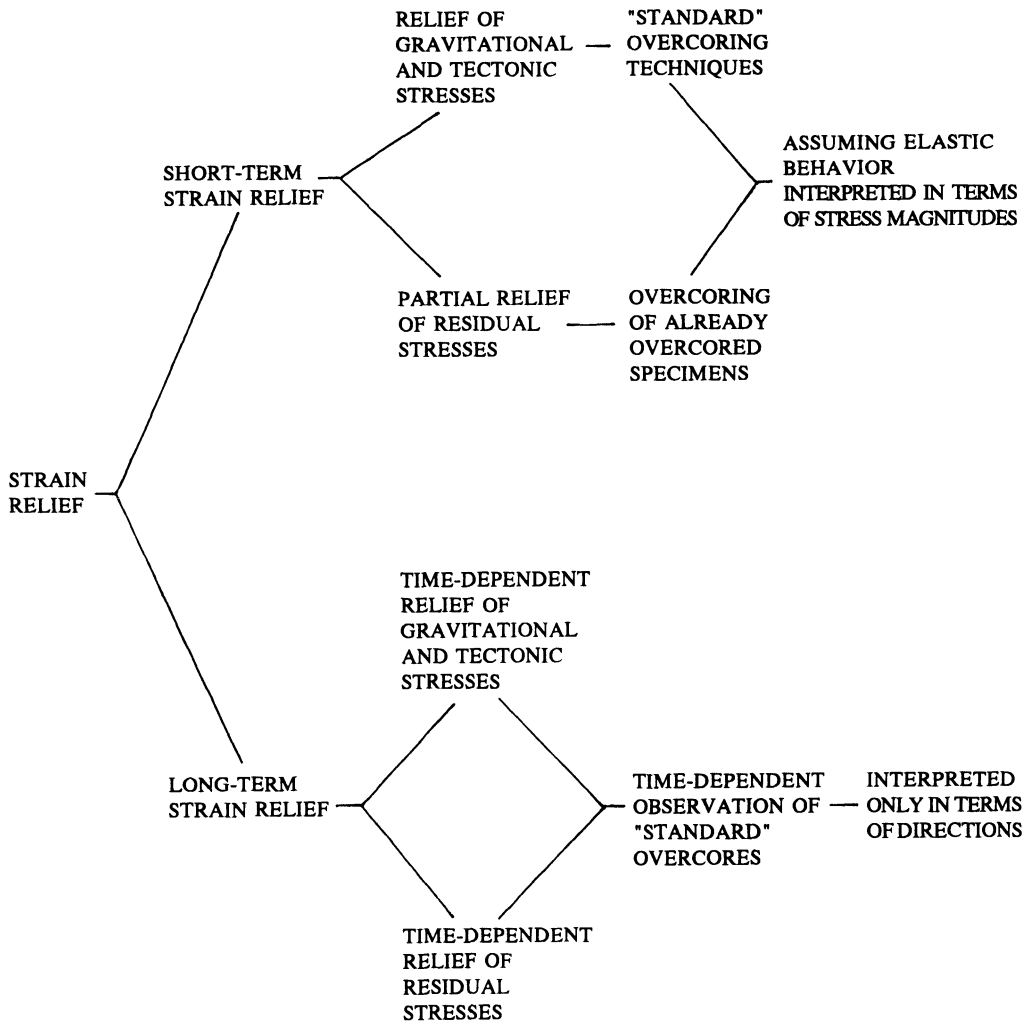 RELIEF OF
GRAVITATIONAL
AND TECTONIC
STRESSES
"STANDARD"
OVERCORING
TECHNIQUES
ASSUMING ELASTIC
BEHAVIOR
INTERPRETED IN TERMS
OF STRESS MAGNITUDES
SHORT-TERM
STRAIN RELIEF
PARTIAL RELIEF
OF RESIDUAL
STRESSES
OVERCORING
OF ALREADY
OVERCORED
SPECIMENS
STRAIN
RELIEF
TIME-DEPENDENT
RELIEF OF
GRAVITATIONAL
AND TECTONIC
STRESSES
LONG-TERM
STRAIN RELIEF
TIME-DEPENDENT
OBSERVATION OF
"STANDARD"
OVERCORES
INTERPRETED
ONLY IN TERMS
OF DIRECTIONS
TIME-DEPENDENT
RELIEF OF
RESIDUAL
STRESSES